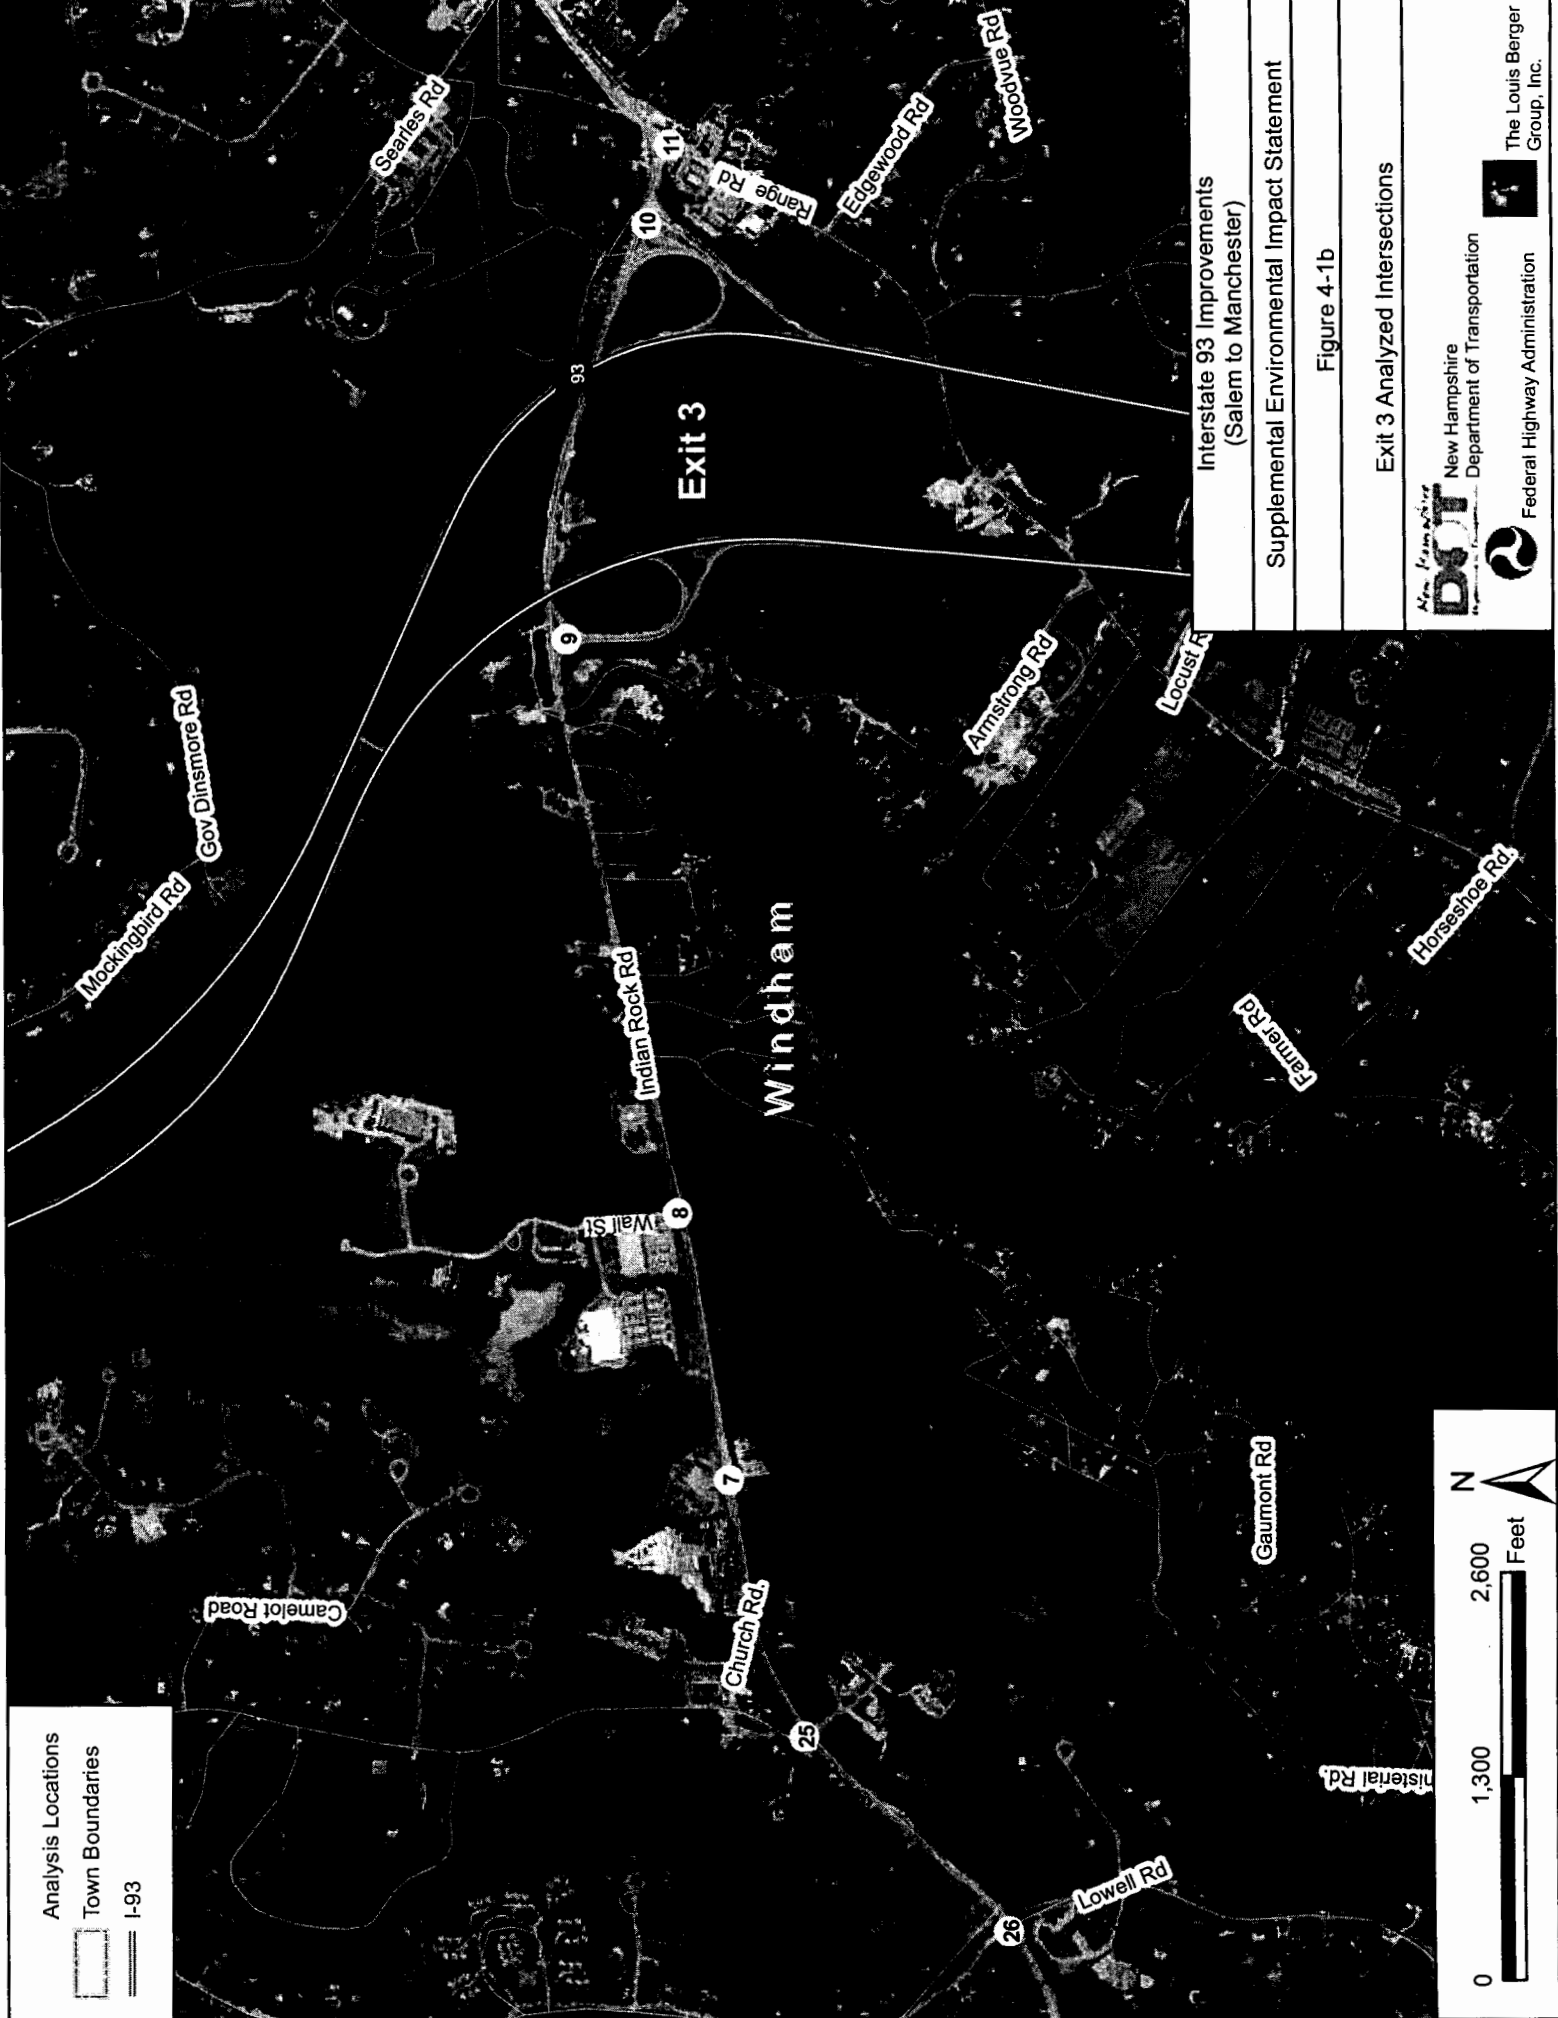 Analysis Locations
Town Boundaries
I-93
Searles Rd
11
Range Rd
10
Edgewood Rd
Woodvue Rd
93
Exit 3
9
Gov Dinsmore Rd
Mockingbird Rd
Armstrong Rd
Locust R
Indian Rock Rd
Windham
Horseshoe Rd.
Farmer Rd
Wall St
8
7
Camelot Road
Church Rd.
Gaumont Rd
25
nisterial Rd.
Lowell Rd
26
N
0 1,300 2,600
Feet
Interstate 93 Improvements
(Salem to Manchester)
Supplemental Environmental Impact Statement
Figure 4-1b
Exit 3 Analyzed Intersections
New Hampshire
DOT
New Hampshire
Department of Transportation
Federal Highway Administration
The Louis Berger
Group, Inc.